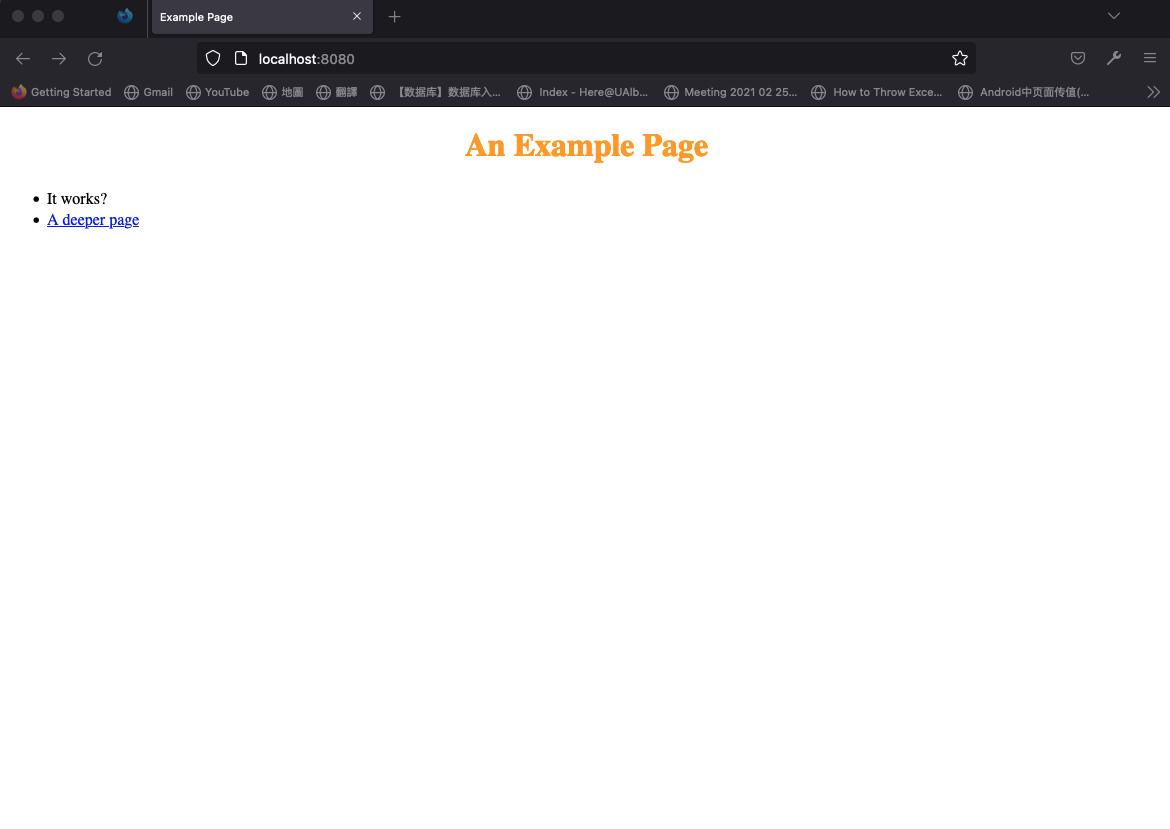 Example Page
localhost:8080
Getting Started Gmail YouTube 地圖 翻譯 【数据库】数据库入... Index - Here@UAlb... Meeting 2021 02 25... How to Throw Exce... Android中页面传值(...
An Example Page
It works?
A deeper page